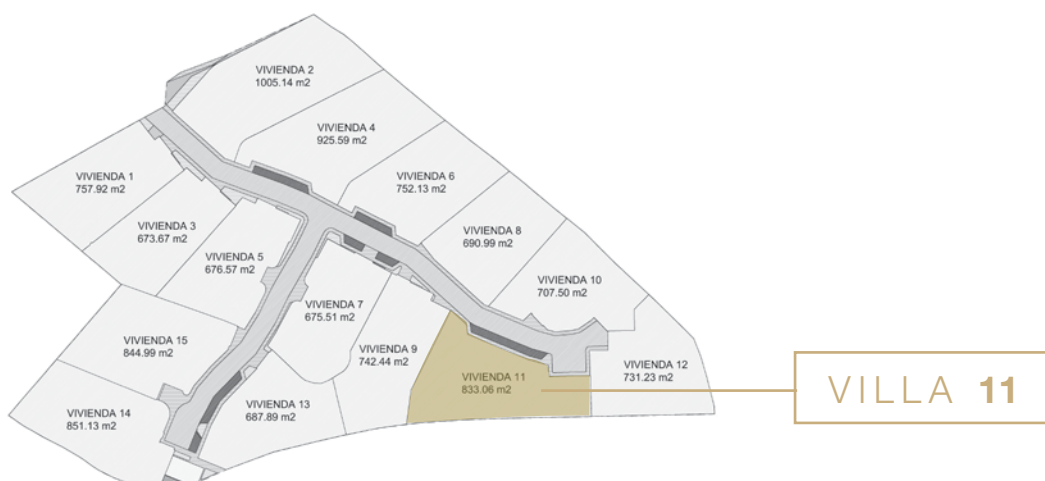 VIVIENDA 2
1005.14 m2
VIVIENDA 4
925.59 m2
VIVIENDA 1
757.92 m2
VIVIENDA 6
752.13 m2
VIVIENDA 3
673.67 m2
VIVIENDA 8
690.99 m2
VIVIENDA 5
676.57 m2
VIVIENDA 10
707.50 m2
VIVIENDA 7
675.51 m2
VIVIENDA 15
844.99 m2
VIVIENDA 9
742.44 m2
VIVIENDA 12
731.23 m2
VIVIENDA 11
833.06 m2
VILLA 11
VIVIENDA 13
687.89 m2
VIVIENDA 14
851.13 m2